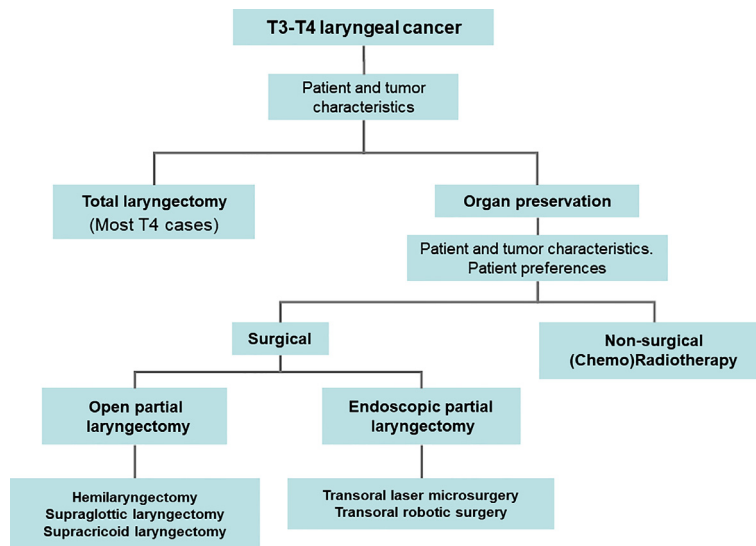 T3-T4 laryngeal cancer
Patient and tumor
characteristics
Total laryngectomy
(Most T4 cases)
Organ preservation
Patient and tumor characteristics.
Patient preferences
Surgical
Non-surgical
(Chemo)Radiotherapy
Open partial
laryngectomy
Endoscopic partial
laryngectomy
Hemilaryngectomy
Supraglottic laryngectomy
Supracricoid laryngectomy
Transoral laser microsurgery
Transoral robotic surgery